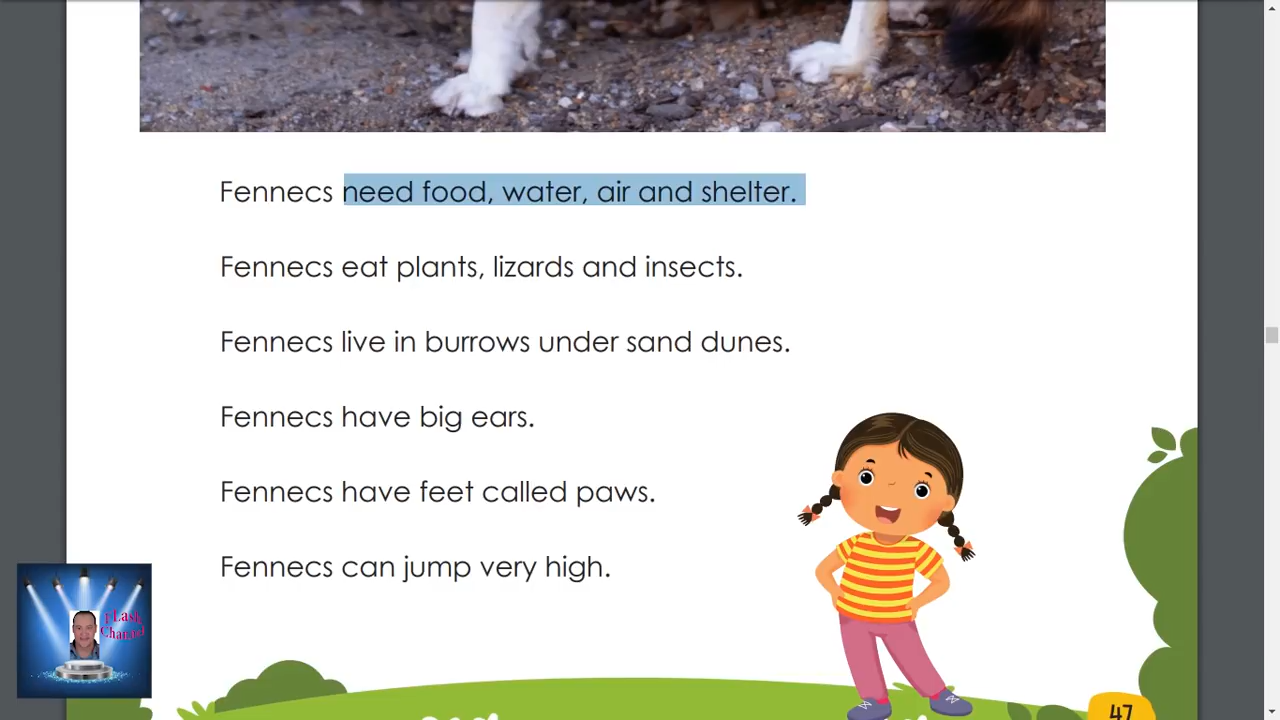 Fennecs need food, water, air and shelter.
Fennecs eat plants, lizards and insects.
Fennecs live in burrows under sand dunes.
Fennecs have big ears.
Fennecs have feet called paws.
Fennecs can jump very high.
47